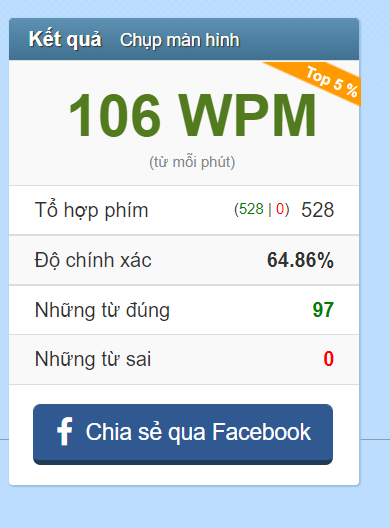 Kết quả Chụp màn hình
Top 5 %
106 WPM
(từ mỗi phút)
Tổ hợp phím (528 | 0) 528
Độ chính xác 64.86%
Những từ đúng 97
Những từ sai 0
Chia sẻ qua Facebook